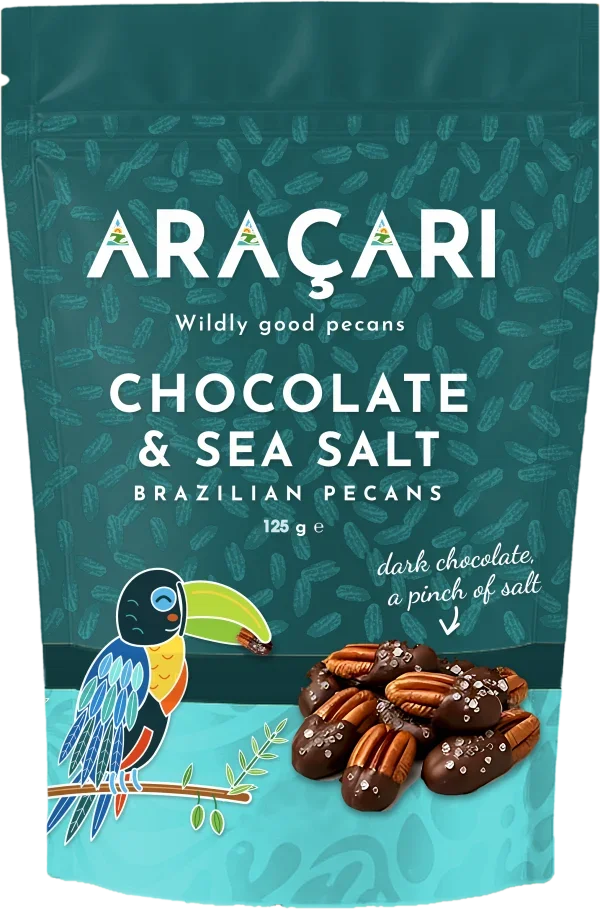 ARAÇARI
Wildly good pecans
CHOCOLATE
& SEA SALT
BRAZILIAN PECANS
125 g ℮
dark chocolate,
a pinch of salt